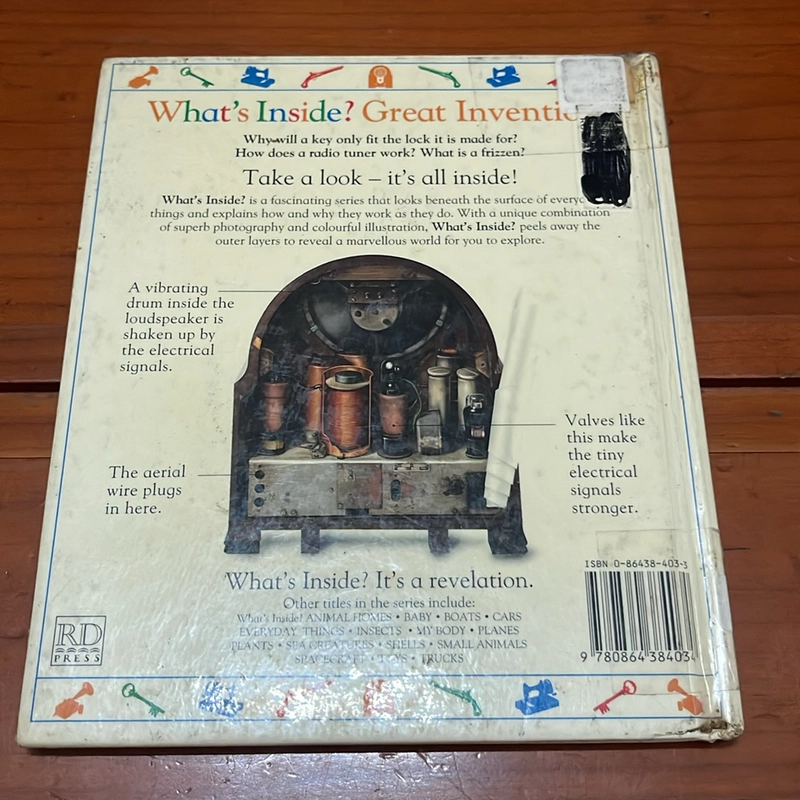 What's Inside? Great Inventio
Why will a key only fit the lock it is made for?
How does a radio tuner work? What is a frizzen?
Take a look – it's all inside!
What's Inside? is a fascinating series that looks beneath the surface of everyd
things and explains how and why they work as they do. With a unique combination
of superb photography and colourful illustration, What's Inside? peels away the
outer layers to reveal a marvellous world for you to explore.
A vibrating
drum inside the
loudspeaker is
shaken up by
the electrical
signals.
Valves like
this make
the tiny
electrical
signals
stronger.
The aerial
wire plugs
in here.
What's Inside? It's a revelation.
Other titles in the series include:
What's Inside? ANIMAL HOMES • BABY • BOATS • CARS
EVERYDAY THINGS • INSECTS • MY BODY • PLANES
PLANTS • SEA CREATURES • SHELLS • SMALL ANIMALS
SPACECRAFT • TOYS • TRUCKS
RD
PRESS
ISBN 0-86438-403-3
9 780864 384034